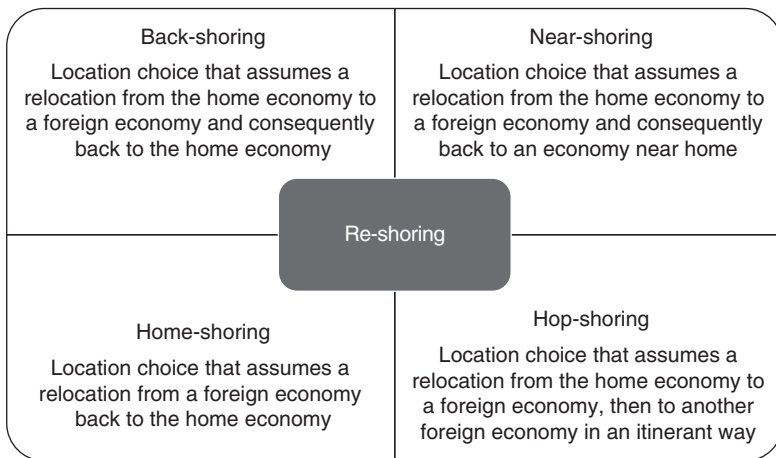 Back-shoring
Location choice that assumes a
relocation from the home economy to
a foreign economy and consequently
back to the home economy
Near-shoring
Location choice that assumes a
relocation from the home economy to
a foreign economy and consequently
back to an economy near home
Re-shoring
Home-shoring
Location choice that assumes a
relocation from a foreign economy
back to the home economy
Hop-shoring
Location choice that assumes a
relocation from the home economy to
a foreign economy, then to another
foreign economy in an itinerant way